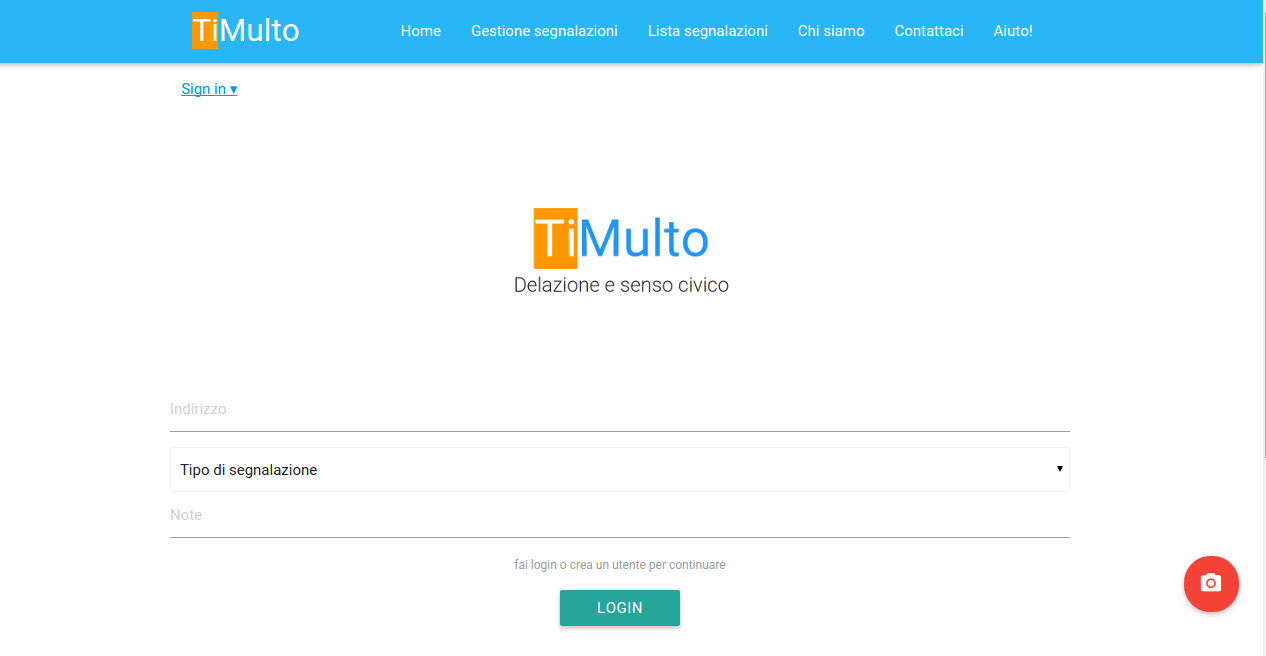 TiMulto
Home Gestione segnalazioni Lista segnalazioni Chi siamo Contattaci Aiuto!
Sign in ▾
TiMulto
Delazione e senso civico
Indirizzo
Tipo di segnalazione
Note
fai login o crea un utente per continuare
LOGIN